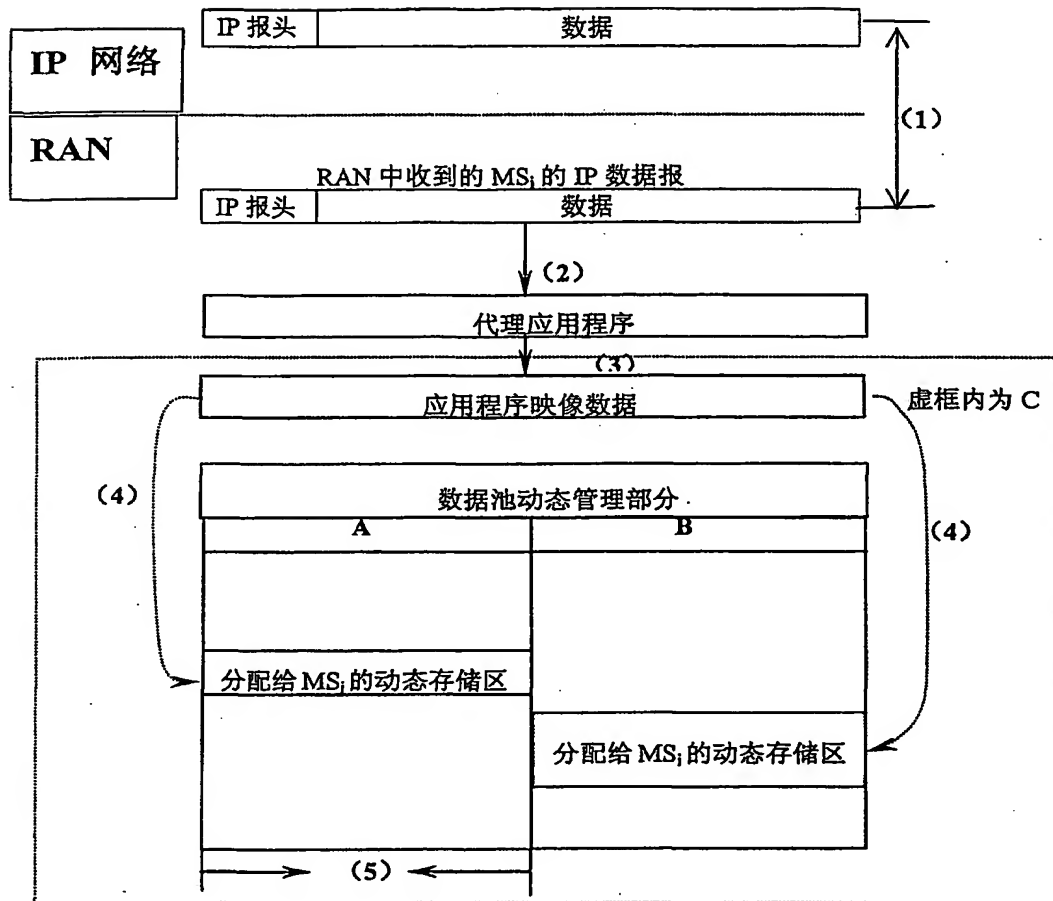 IP 报头 数据
IP 网络
(1)
RAN
RAN 中收到的 MSi 的 IP 数据报
IP 报头 数据
(2)
代理应用程序
(3)
应用程序映像数据
虚框内为 C
(4)
数据池动态管理部分
(4)
A B
分配给 MSi 的动态存储区
分配给 MSi 的动态存储区
(5)